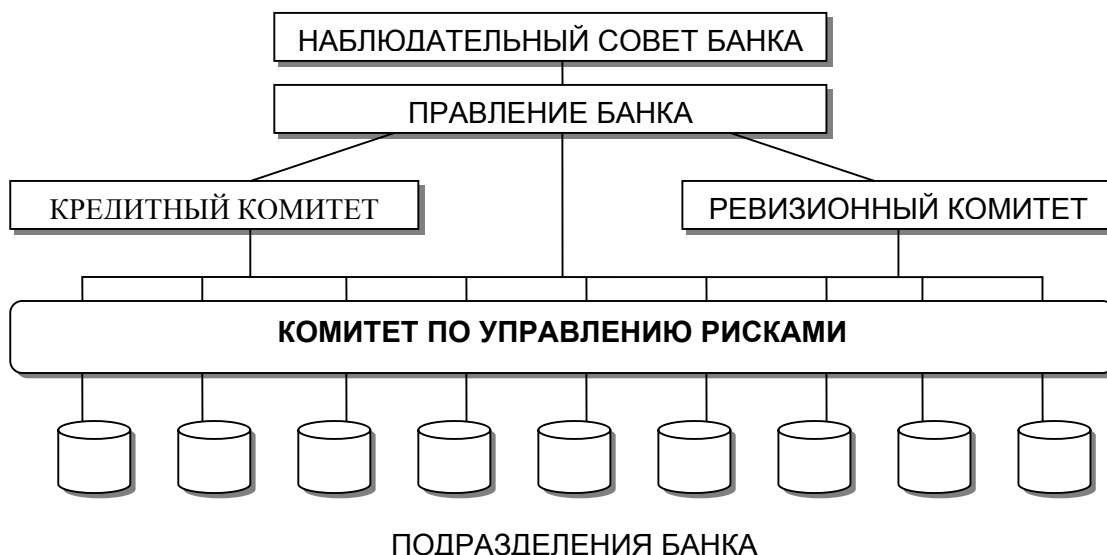 НАБЛЮДАТЕЛЬНЫЙ СОВЕТ БАНКА
ПРАВЛЕНИЕ БАНКА
КРЕДИТНЫЙ КОМИТЕТ
РЕВИЗИОННЫЙ КОМИТЕТ
КОМИТЕТ ПО УПРАВЛЕНИЮ РИСКАМИ
ПОДРАЗДЕЛЕНИЯ БАНКА